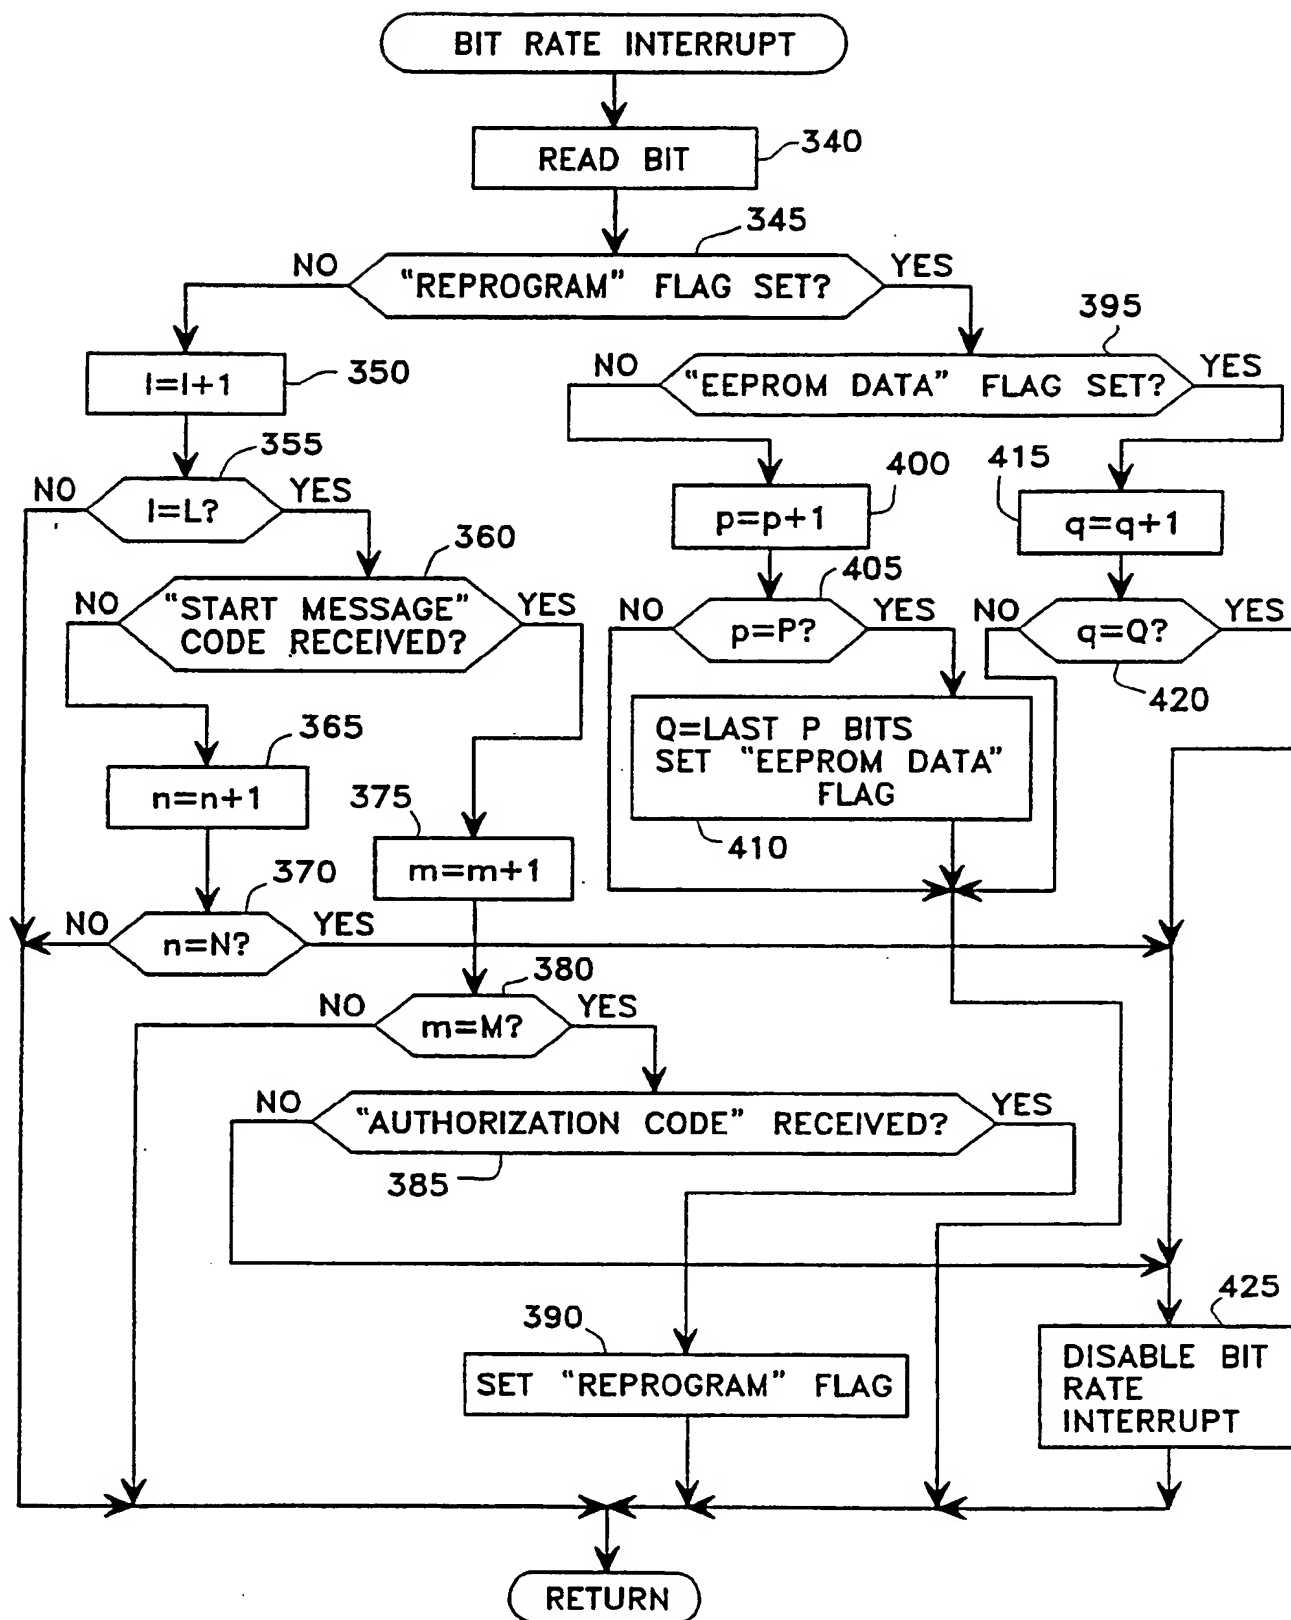 BIT RATE INTERRUPT
READ BIT
340
345
NO
"REPROGRAM" FLAG SET?
YES
395
l=l+1
350
NO
"EEPROM DATA" FLAG SET?
YES
355
NO
l=L?
YES
400
p=p+1
415
q=q+1
360
NO
"START MESSAGE"
CODE RECEIVED?
YES
405
NO
p=P?
YES
NO
q=Q?
YES
420
365
n=n+1
Q=LAST P BITS
SET "EEPROM DATA"
FLAG
410
375
m=m+1
370
NO
n=N?
YES
380
NO
m=M?
YES
NO
"AUTHORIZATION CODE" RECEIVED?
YES
385
390
SET "REPROGRAM" FLAG
425
DISABLE BIT
RATE
INTERRUPT
RETURN